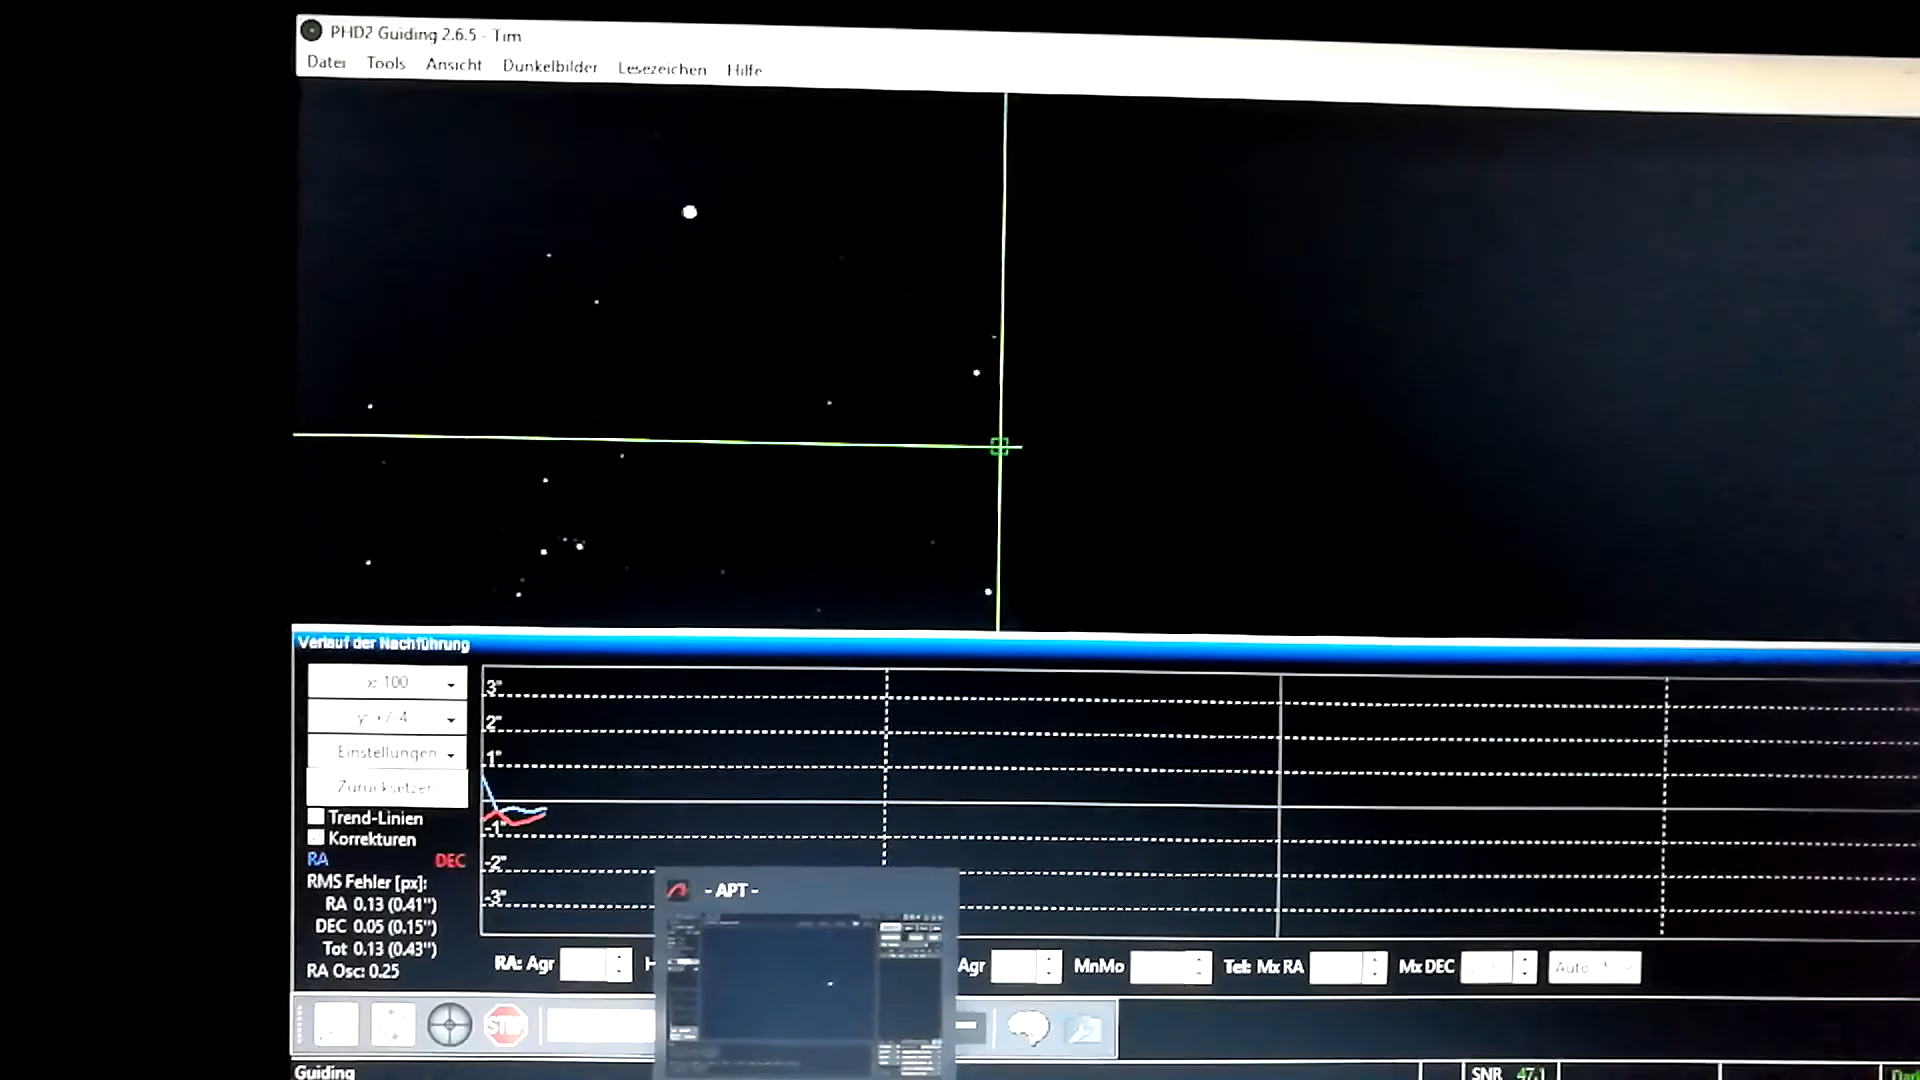 PHD2 Guiding 2.6.5 - Tim
Datei Tools Ansicht Dunkelbilder Lesezeichen Hilfe
Verlauf der Nachführung
x: 100
y: +/- 4
Einstellungen
Zurücksetzen
Trend-Linien
Korrekturen
RA DEC
RMS Fehler [px]:
RA 0.13 (0.41")
DEC 0.05 (0.15")
Tot 0.13 (0.43")
RA Osc: 0.25
3"
2"
1"
-1"
-2"
-3"
- APT -
RA: Agr H Agr MnMo Tel: Mx RA Mx DEC Auto
STOP
Guiding SNR 47.1